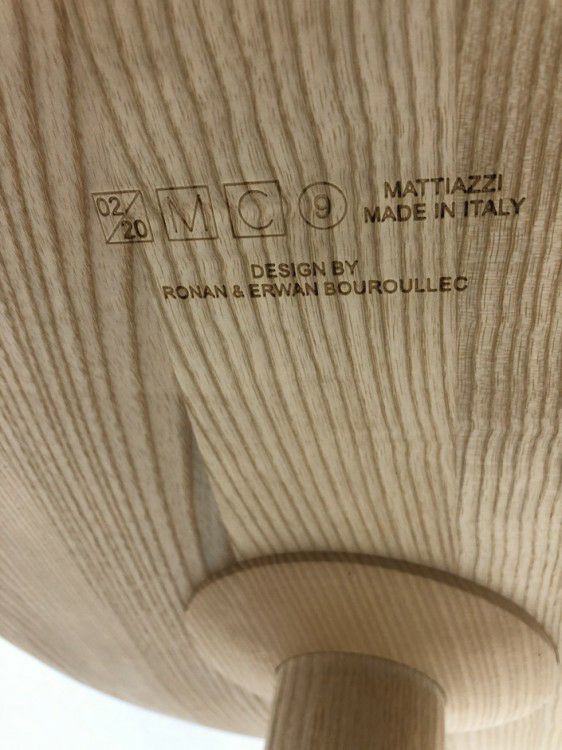 02/20 M C 9 MATTIAZZI
MADE IN ITALY
DESIGN BY
RONAN & ERWAN BOUROULLEC